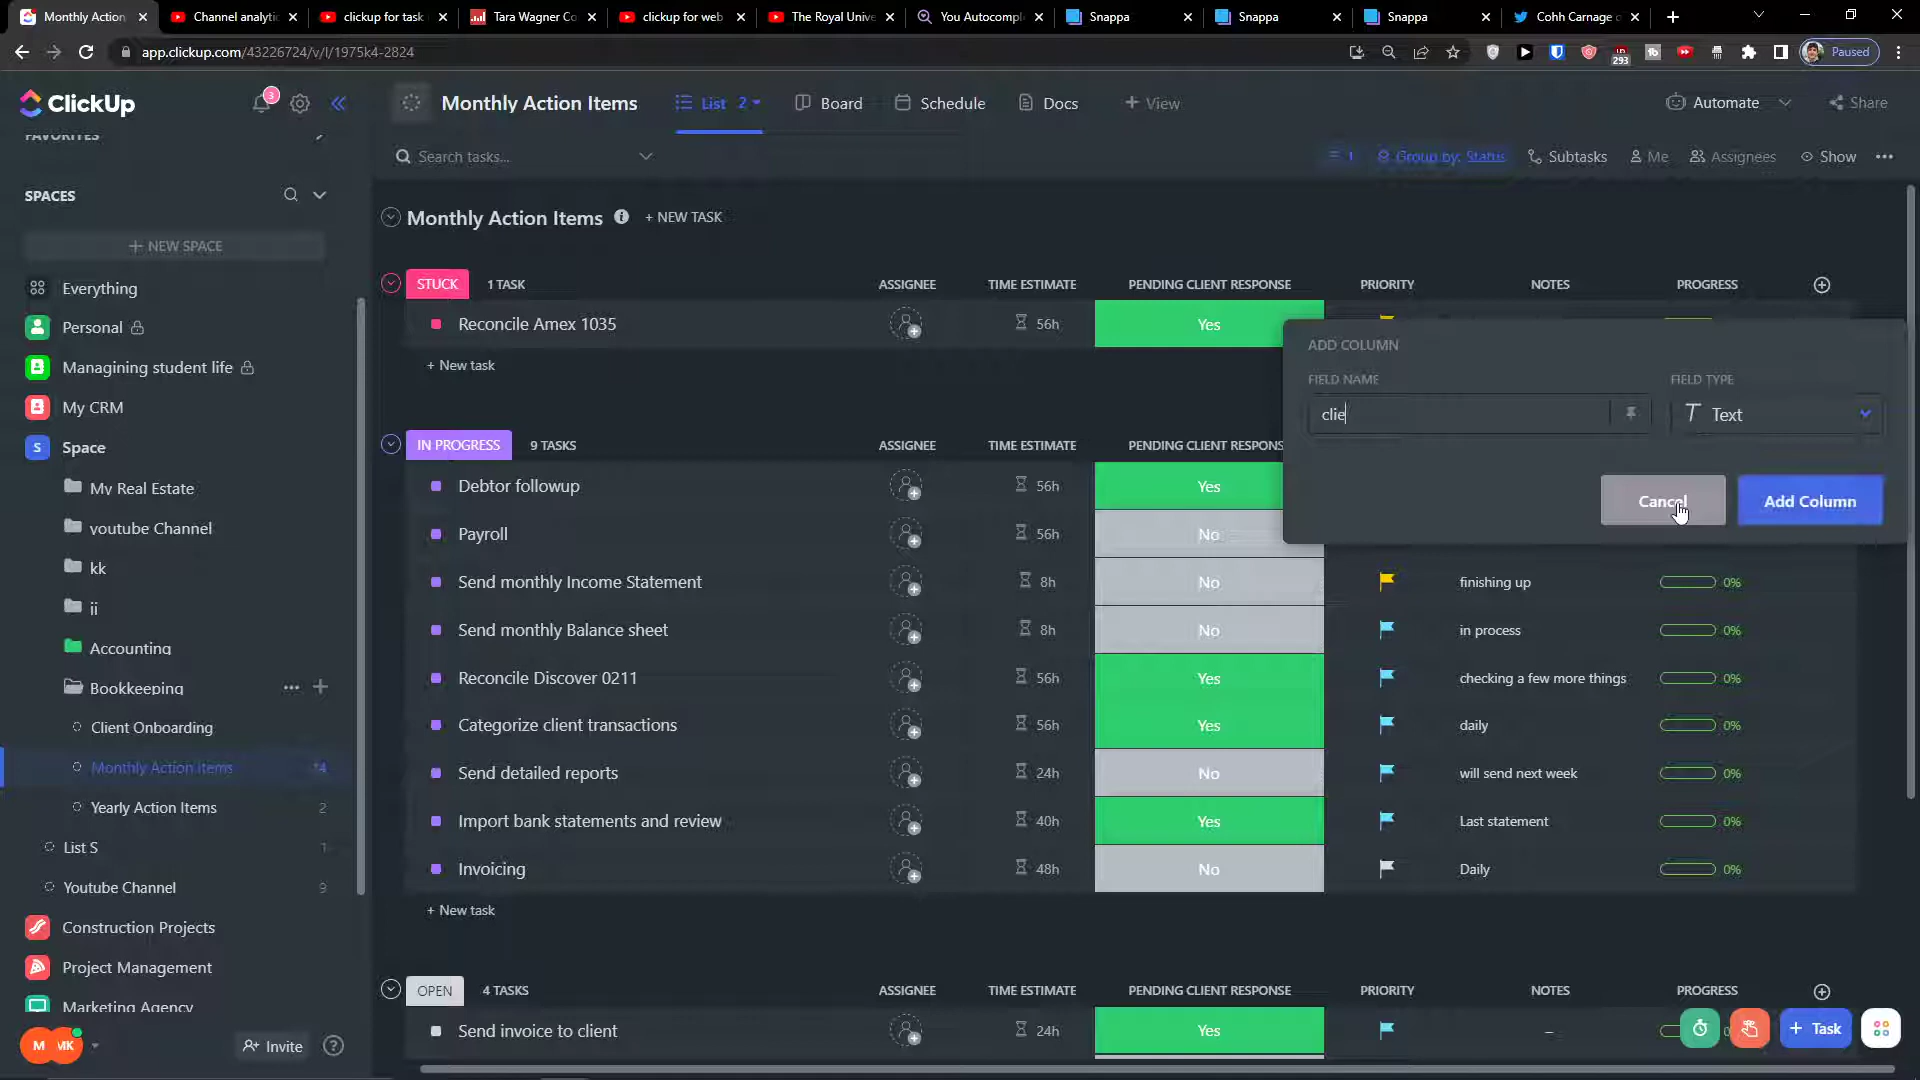 Monthly Action
Channel analytic
clickup for task
Tara Wagner Co
clickup for web
The Royal Unive
You Autocompl
Snappa
Snappa
Snappa
Cohh Carnage
app.clickup.com/43226724/v/l/1975k4-2824
293
Paused
ClickUp
3
Monthly Action Items
List 2
Board
Schedule
Docs
+ View
Automate
Share
FAVORITES
Search tasks...
1
Group by: Status
Subtasks
Me
Assignees
Show
SPACES
+ NEW SPACE
Everything
Personal
Managining student life
My CRM
S Space
My Real Estate
youtube Channel
kk
ii
Accounting
Bookkeeping
Client Onboarding
Monthly Action Items
Yearly Action Items 2
List S 1
Youtube Channel 9
Construction Projects
Project Management
Marketing Agency
M MK
Invite
Monthly Action Items + NEW TASK
STUCK 1 TASK ASSIGNEE TIME ESTIMATE PENDING CLIENT RESPONSE PRIORITY NOTES PROGRESS
Reconcile Amex 1035 56h Yes
+ New task
ADD COLUMN
FIELD NAME FIELD TYPE
clie Text
Cancel Add Column
IN PROGRESS 9 TASKS ASSIGNEE TIME ESTIMATE PENDING CLIENT RESPONSE
Debtor followup 56h Yes
Payroll 56h No
Send monthly Income Statement 8h No finishing up 0%
Send monthly Balance sheet 8h No in process 0%
Reconcile Discover 0211 56h Yes checking a few more things 0%
Categorize client transactions 56h Yes daily 0%
Send detailed reports 24h No will send next week 0%
Import bank statements and review 40h Yes Last statement 0%
Invoicing 48h No Daily 0%
+ New task
OPEN 4 TASKS ASSIGNEE TIME ESTIMATE PENDING CLIENT RESPONSE PRIORITY NOTES PROGRESS
Send invoice to client 24h Yes –
+ Task